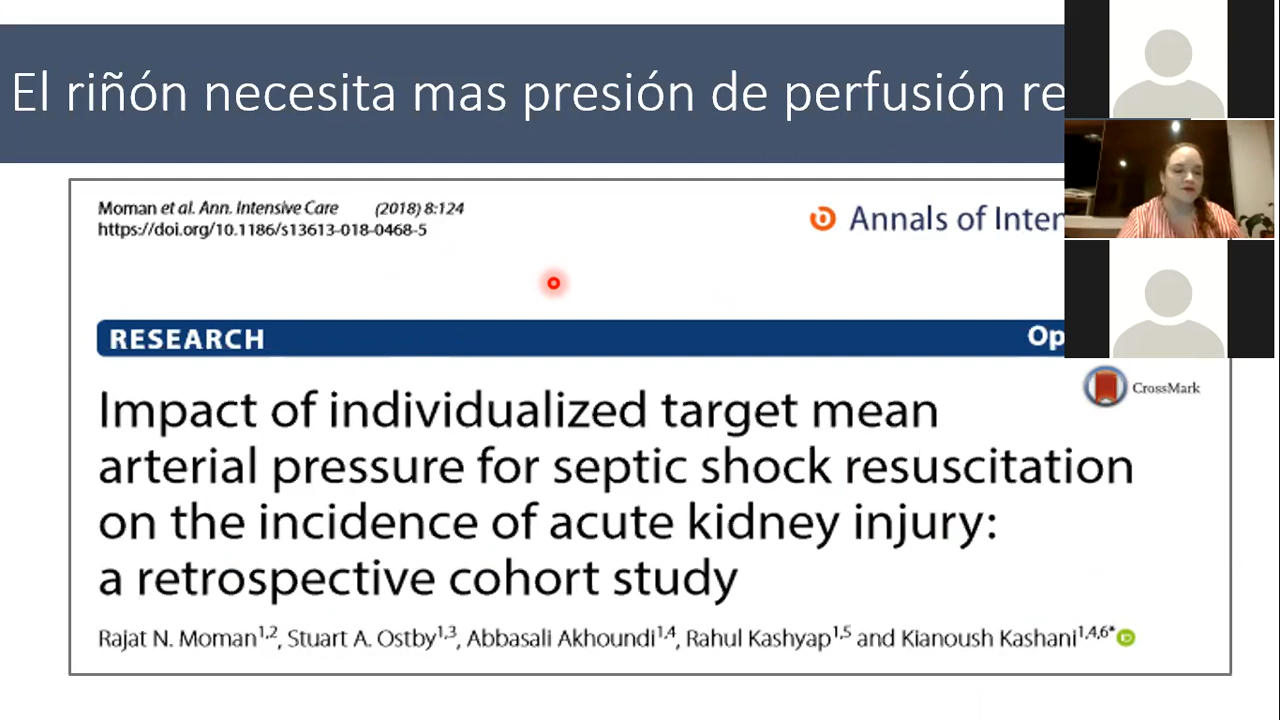 El riñón necesita mas presión de perfusión re
Moman et al. Ann. Intensive Care (2018) 8:124
https://doi.org/10.1186/s13613-018-0468-5
Annals of Inten
RESEARCH
Op
CrossMark
Impact of individualized target mean
arterial pressure for septic shock resuscitation
on the incidence of acute kidney injury:
a retrospective cohort study
Rajat N. Moman1,2, Stuart A. Ostby1,3, Abbasali Akhoundi1,4, Rahul Kashyap1,5 and Kianoush Kashani1,4,6*